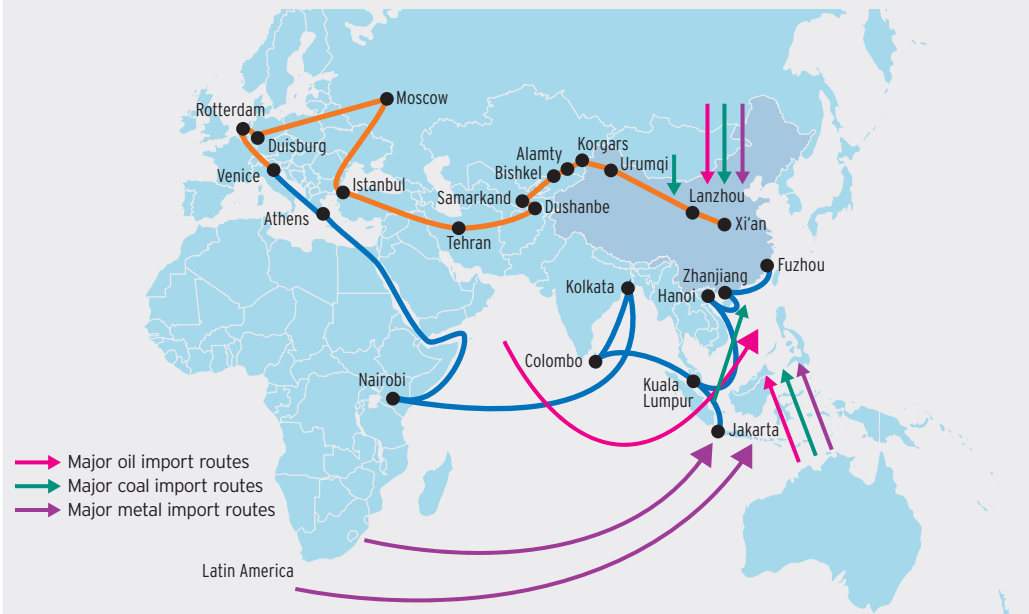 Moscow
Rotterdam
Duisburg
Venice
Istanbul
Athens
Tehran
Samarkand
Dushanbe
Bishkel
Alamty
Korgars
Urumqi
Lanzhou
Xi'an
Fuzhou
Zhanjiang
Hanoi
Kolkata
Colombo
Nairobi
Kuala
Lumpur
Jakarta
Major oil import routes
Major coal import routes
Major metal import routes
Latin America